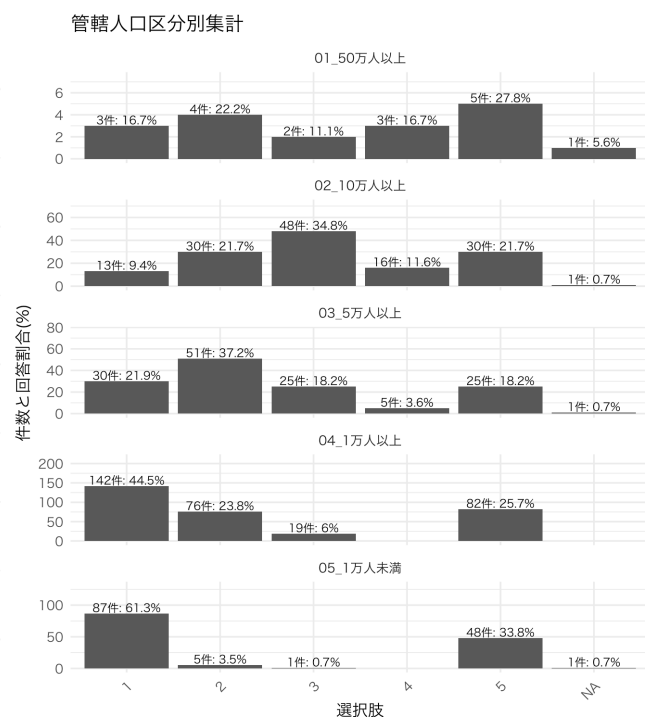 管轄人口区分別集計
件数と回答割合(%)
01_50万人以上
6
4
2
0
3件: 16.7%
4件: 22.2%
2件: 11.1%
3件: 16.7%
5件: 27.8%
1件: 5.6%
02_10万人以上
60
40
20
0
13件: 9.4%
30件: 21.7%
48件: 34.8%
16件: 11.6%
30件: 21.7%
1件: 0.7%
03_5万人以上
80
60
40
20
0
30件: 21.9%
51件: 37.2%
25件: 18.2%
5件: 3.6%
25件: 18.2%
1件: 0.7%
04_1万人以上
200
150
100
50
0
142件: 44.5%
76件: 23.8%
19件: 6%
82件: 25.7%
05_1万人未満
100
50
0
87件: 61.3%
5件: 3.5%
1件: 0.7%
48件: 33.8%
1件: 0.7%
1
2
3
4
5
NA
選択肢